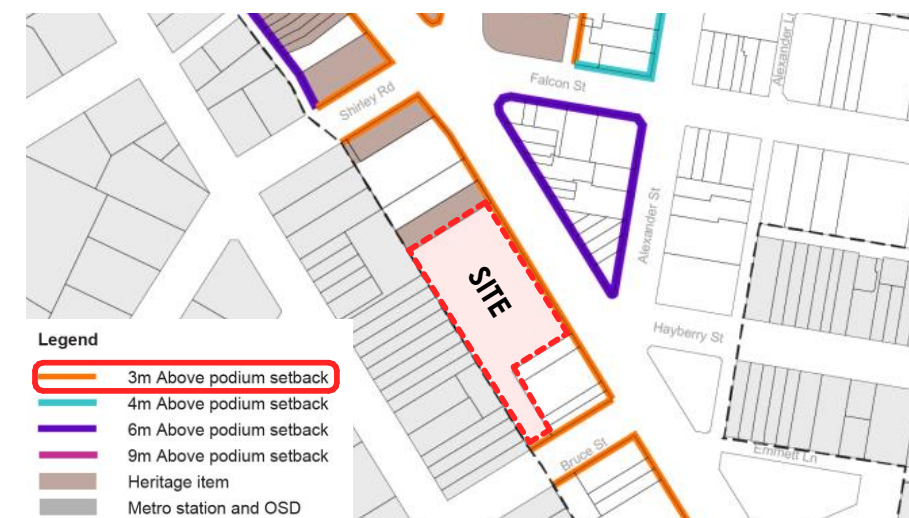 Alexander Ln
Falcon St
Shirley Rd
Alexander St
SITE
Hayberry St
Bruce St
Emmett Ln
Legend
3m Above podium setback
4m Above podium setback
6m Above podium setback
9m Above podium setback
Heritage item
Metro station and OSD